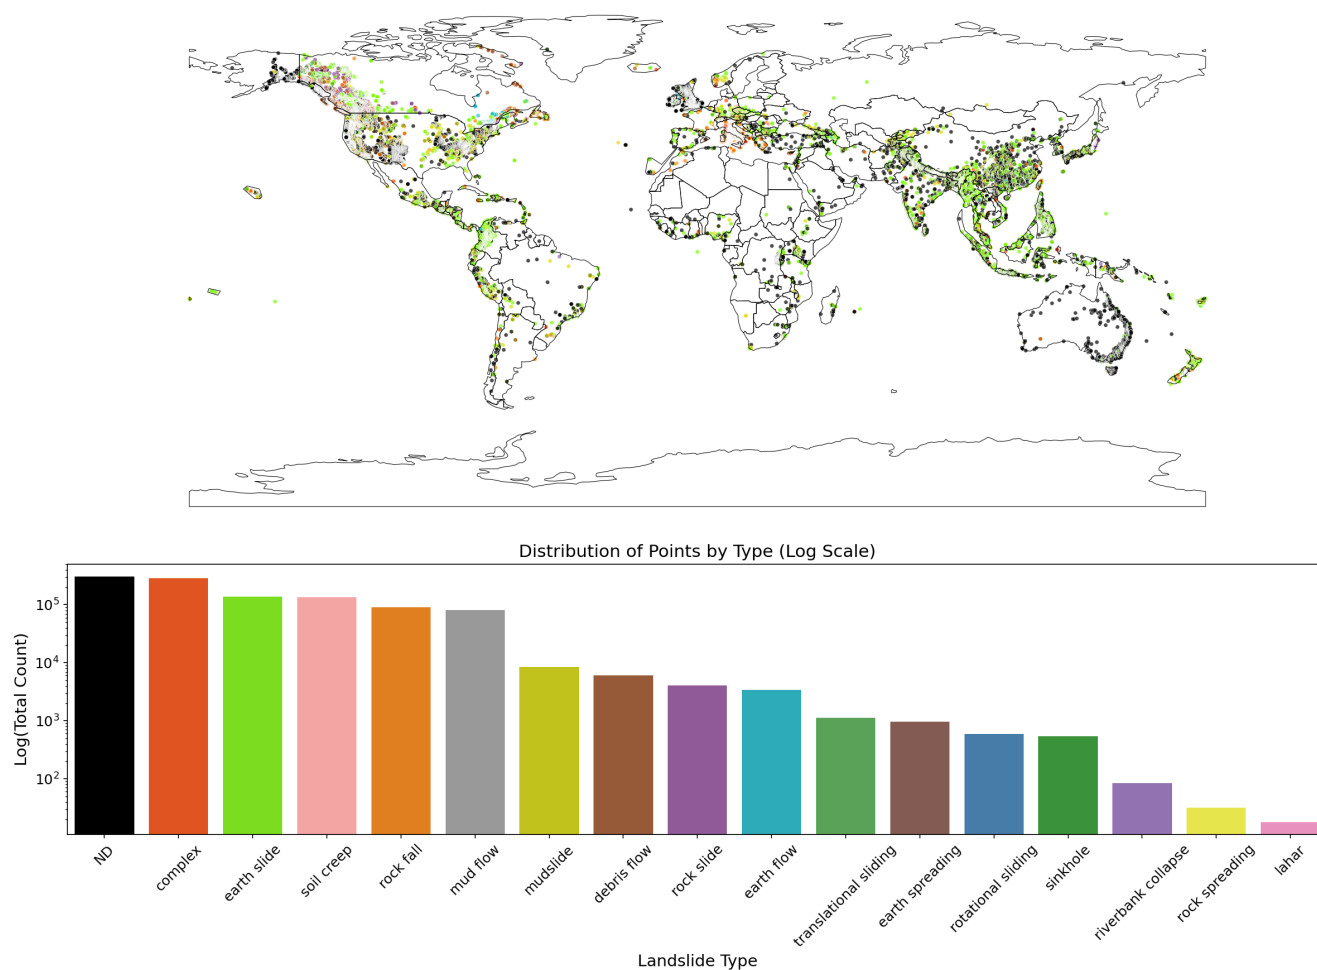 Distribution of Points by Type (Log Scale)
Log(Total Count)
10^5
10^4
10^3
10^2
ND
complex
earth slide
soil creep
rock fall
mud flow
mudslide
debris flow
rock slide
earth flow
translational sliding
earth spreading
rotational sliding
sinkhole
riverbank collapse
rock spreading
lahar
Landslide Type